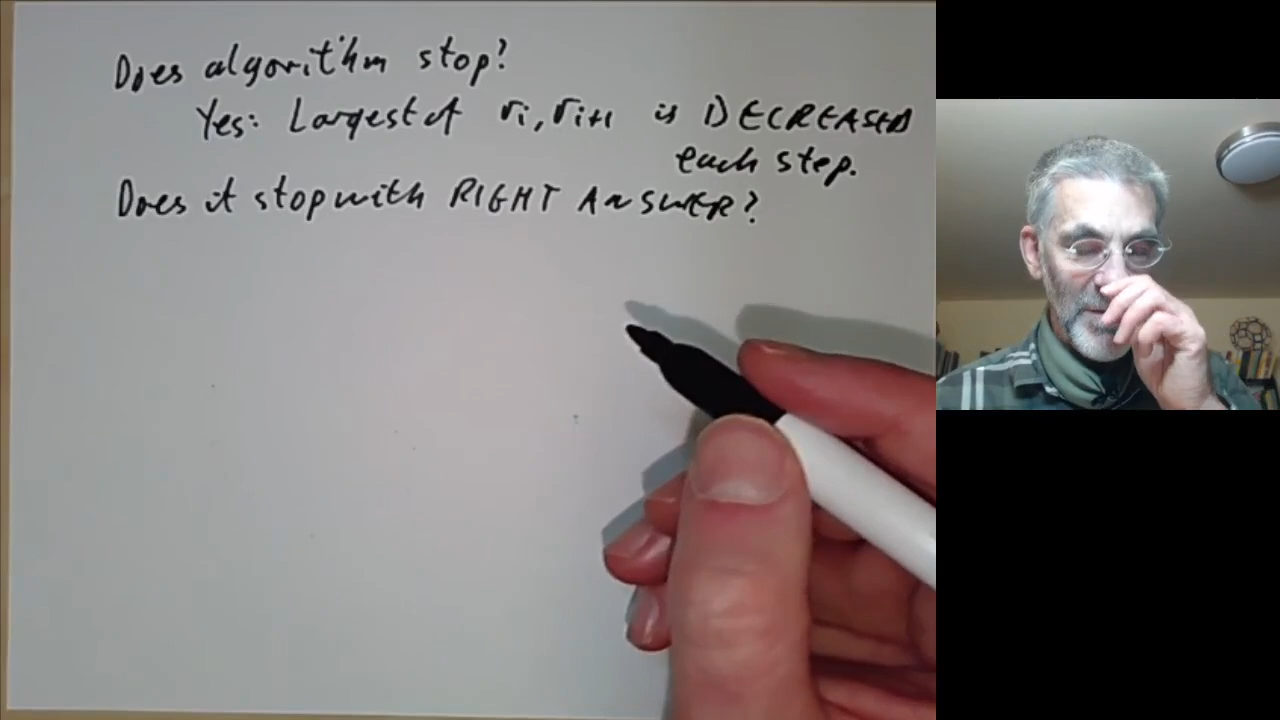 Does algorithm stop?
Yes: Largest of ri, ri+1 is DECREASED
each step.
Does it stop with RIGHT ANSWER?